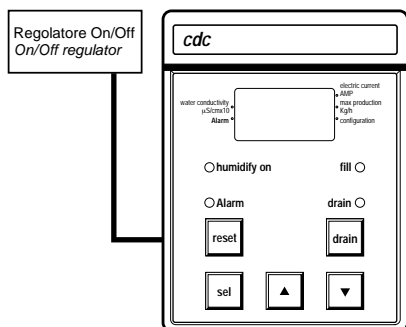 Regolatore On/Off
On/Off regulator
cdc
electric current
AMP
water conductivity
µS/cmx10
max production
Kg/h
Alarm
configuration
humidify on
fill
Alarm
drain
reset
drain
sel